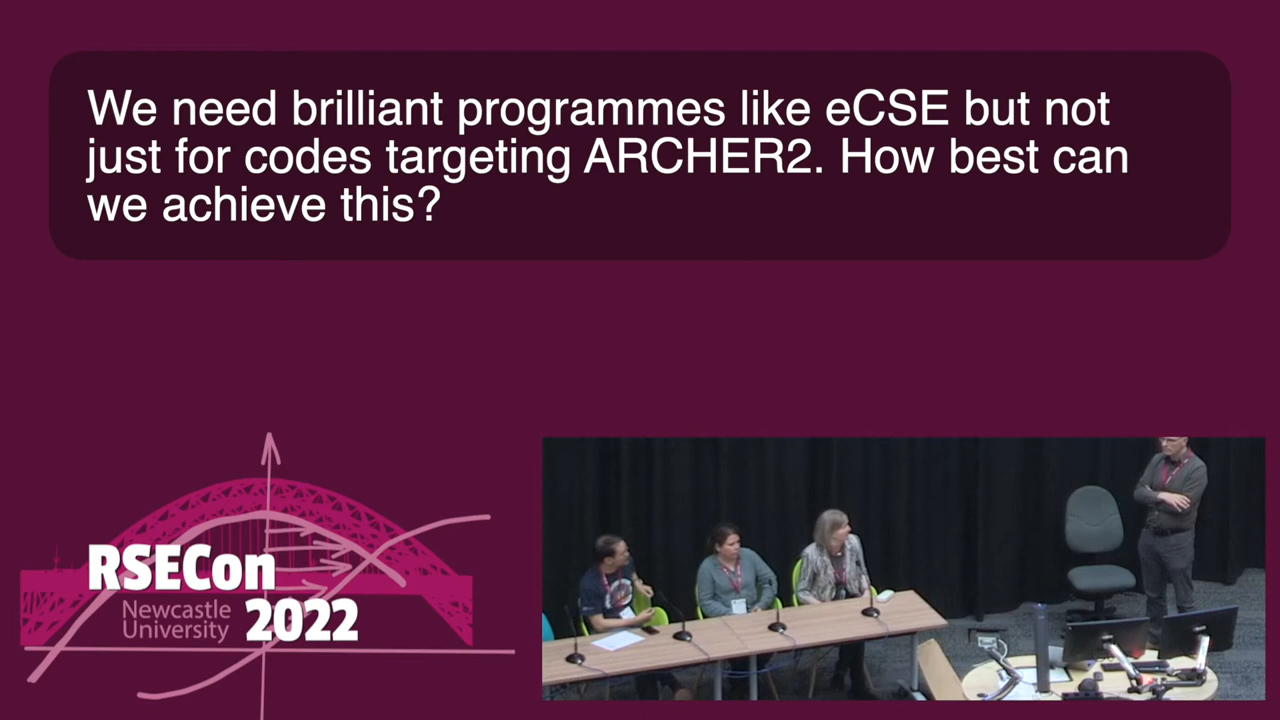 We need brilliant programmes like eCSE but not
just for codes targeting ARCHER2. How best can
we achieve this?
RSECon
Newcastle
University
2022